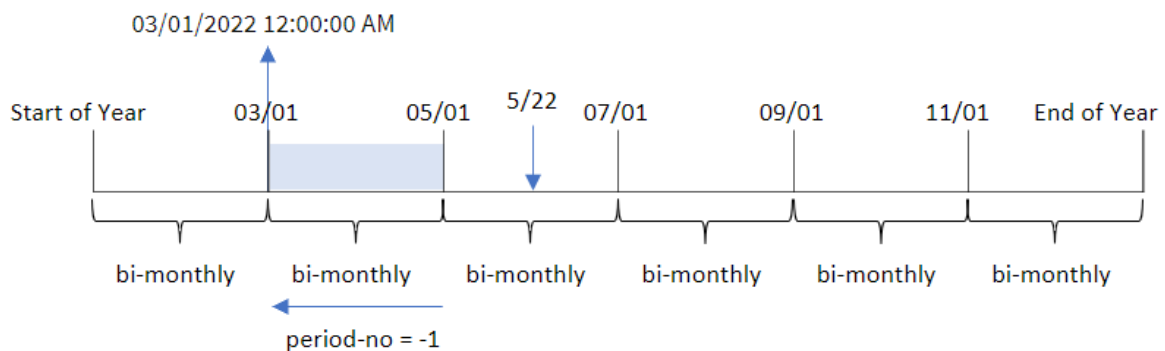 03/01/2022 12:00:00 AM
Start of Year 03/01 05/01 5/22 07/01 09/01 11/01 End of Year
bi-monthly bi-monthly bi-monthly bi-monthly bi-monthly bi-monthly
period-no = -1